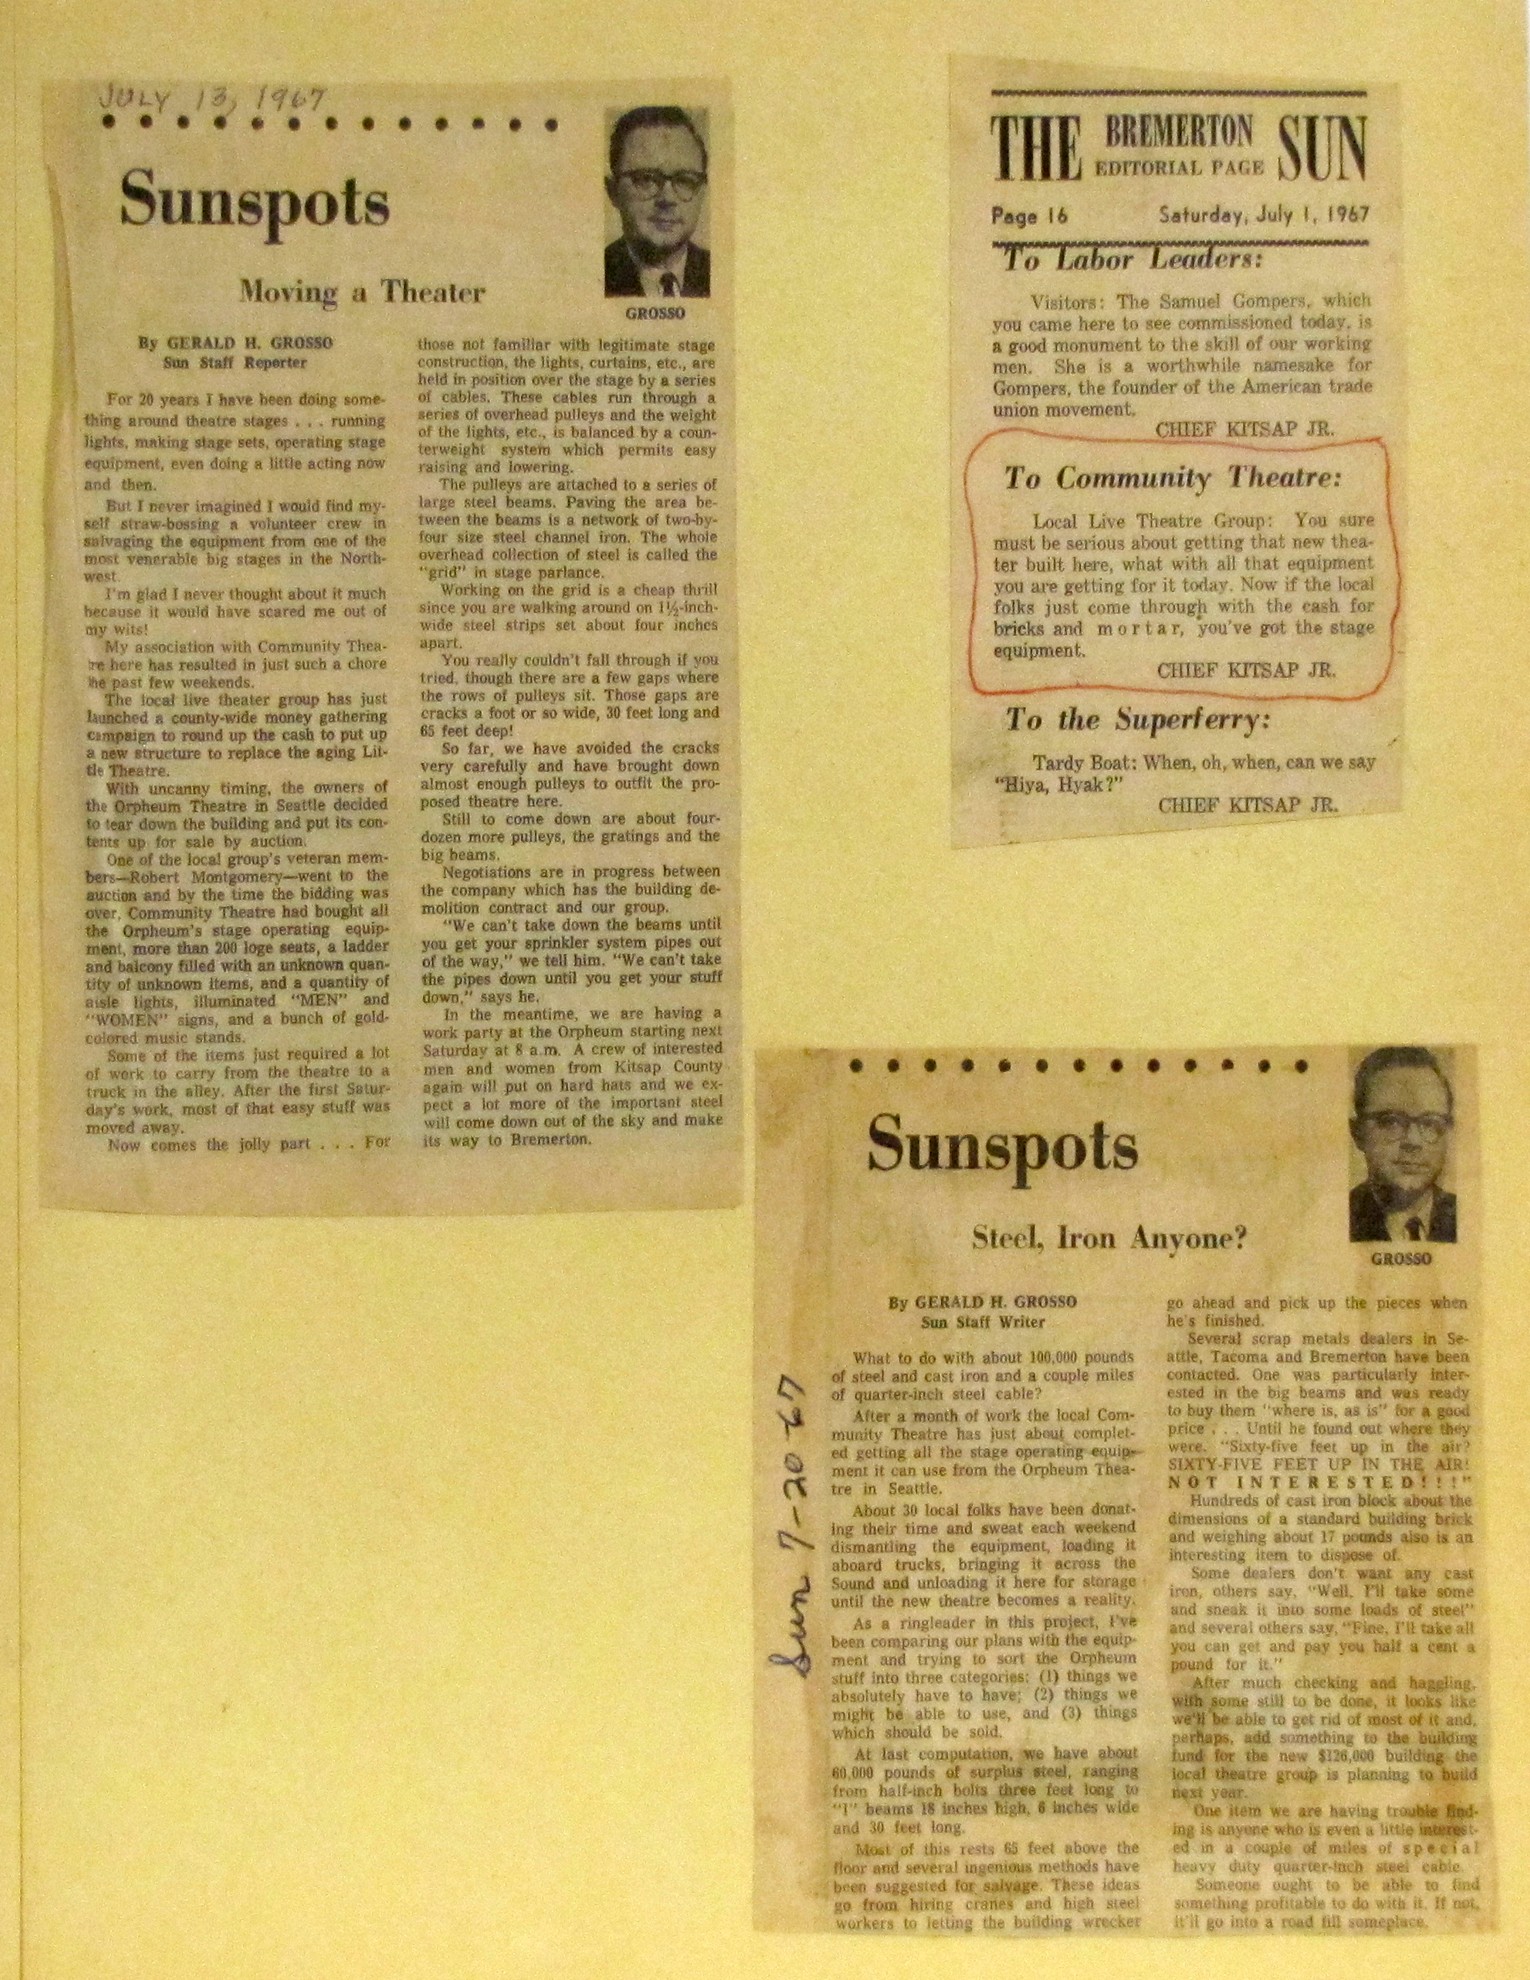 JULY 13, 1967
Sunspots
Moving a Theater
GROSSO
By GERALD H. GROSSO
Sun Staff Reporter
For 20 years I have been doing some-
thing around theatre stages . . . running
lights, making stage sets, operating stage
equipment, even doing a little acting now
and then.
But I never imagined I would find my-
self straw-bossing a volunteer crew in
salvaging the equipment from one of the
most venerable big stages in the North-
west.
I'm glad I never thought about it much
because it would have scared me out of
my wits!
My association with Community Thea-
tre here has resulted in just such a chore
the past few weekends.
The local live theater group has just
launched a county-wide money gathering
campaign to round up the cash to put up
a new structure to replace the aging Lit-
tle Theatre.
With uncanny timing, the owners of
the Orpheum Theatre in Seattle decided
to tear down the building and put its con-
tents up for sale by auction.
One of the local group's veteran mem-
bers—Robert Montgomery—went to the
auction and by the time the bidding was
over, Community Theatre had bought all
the Orpheum's stage operating equip-
ment, more than 200 loge seats, a ladder
and balcony filled with an unknown quan-
tity of unknown items, and a quantity of
aisle lights, illuminated "MEN" and
"WOMEN" signs, and a bunch of gold-
colored music stands.
Some of the items just required a lot
of work to carry from the theatre to a
truck in the alley. After the first Satur-
day's work, most of that easy stuff was
moved away.
Now comes the jolly part . . . For
those not familiar with legitimate stage
construction, the lights, curtains, etc., are
held in position over the stage by a series
of cables. These cables run through a
series of overhead pulleys and the weight
of the lights, etc., is balanced by a coun-
terweight system which permits easy
raising and lowering.
The pulleys are attached to a series of
large steel beams. Paving the area be-
tween the beams is a network of two-by-
four size steel channel iron. The whole
overhead collection of steel is called the
"grid" in stage parlance.
Working on the grid is a cheap thrill
since you are walking around on 1½-inch-
wide steel strips set about four inches
apart.
You really couldn't fall through if you
tried, though there are a few gaps where
the rows of pulleys sit. Those gaps are
cracks a foot or so wide, 30 feet long and
65 feet deep!
So far, we have avoided the cracks
very carefully and have brought down
almost enough pulleys to outfit the pro-
posed theatre here.
Still to come down are about four-
dozen more pulleys, the gratings and the
big beams.
Negotiations are in progress between
the company which has the building de-
molition contract and our group.
"We can't take down the beams until
you get your sprinkler system pipes out
of the way," we tell him. "We can't take
the pipes down until you get your stuff
down," says he.
In the meantime, we are having a
work party at the Orpheum starting next
Saturday at 8 a.m. A crew of interested
men and women from Kitsap County
again will put on hard hats and we ex-
pect a lot more of the important steel
will come down out of the sky and make
its way to Bremerton.
THE BREMERTON SUN
EDITORIAL PAGE
Page 16 Saturday, July 1, 1967
To Labor Leaders:
Visitors: The Samuel Gompers, which
you came here to see commissioned today, is
a good monument to the skill of our working
men. She is a worthwhile namesake for
Gompers, the founder of the American trade
union movement.
CHIEF KITSAP JR.
To Community Theatre:
Local Live Theatre Group: You sure
must be serious about getting that new thea-
ter built here, what with all that equipment
you are getting for it today. Now if the local
folks just come through with the cash for
bricks and mortar, you've got the stage
equipment.
CHIEF KITSAP JR.
To the Superferry:
Tardy Boat: When, oh, when, can we say
"Hiya, Hyak?"
CHIEF KITSAP JR.
Sun 7-20-67
Sunspots
Steel, Iron Anyone?
GROSSO
By GERALD H. GROSSO
Sun Staff Writer
What to do with about 100,000 pounds
of steel and cast iron and a couple miles
of quarter-inch steel cable?
After a month of work the local Com-
munity Theatre has just about complet-
ed getting all the stage operating equip-
ment it can use from the Orpheum Thea-
tre in Seattle.
About 30 local folks have been donat-
ing their time and sweat each weekend
dismantling the equipment, loading it
aboard trucks, bringing it across the
Sound and unloading it here for storage
until the new theatre becomes a reality.
As a ringleader in this project, I've
been comparing our plans with the equip-
ment and trying to sort the Orpheum
stuff into three categories: (1) things we
absolutely have to have; (2) things we
might be able to use, and (3) things
which should be sold.
At last computation, we have about
60,000 pounds of surplus steel, ranging
from half-inch bolts three feet long to
"I" beams 18 inches high, 6 inches wide
and 30 feet long.
Most of this rests 65 feet above the
floor and several ingenious methods have
been suggested for salvage. These ideas
go from hiring cranes and high steel
workers to letting the building wrecker
go ahead and pick up the pieces when
he's finished.
Several scrap metals dealers in Se-
attle, Tacoma and Bremerton have been
contacted. One was particularly inter-
ested in the big beams and was ready
to buy them "where is, as is" for a good
price . . . Until he found out where they
were. "Sixty-five feet up in the air?
SIXTY-FIVE FEET UP IN THE AIR!
NOT INTERESTED!!!"
Hundreds of cast iron block about the
dimensions of a standard building brick
and weighing about 17 pounds also is an
interesting item to dispose of.
Some dealers don't want any cast
iron, others say, "Well, I'll take some
and sneak it into some loads of steel"
and several others say, "Fine, I'll take all
you can get and pay you half a cent a
pound for it."
After much checking and haggling,
with some still to be done, it looks like
we'll be able to get rid of most of it and,
perhaps, add something to the building
fund for the new $126,000 building the
local theatre group is planning to build
next year.
One item we are having trouble find-
ing is anyone who is even a little interest-
ed in a couple of miles of special
heavy duty quarter-inch steel cable.
Someone ought to be able to find
something profitable to do with it. If not,
it'll go into a road fill someplace.